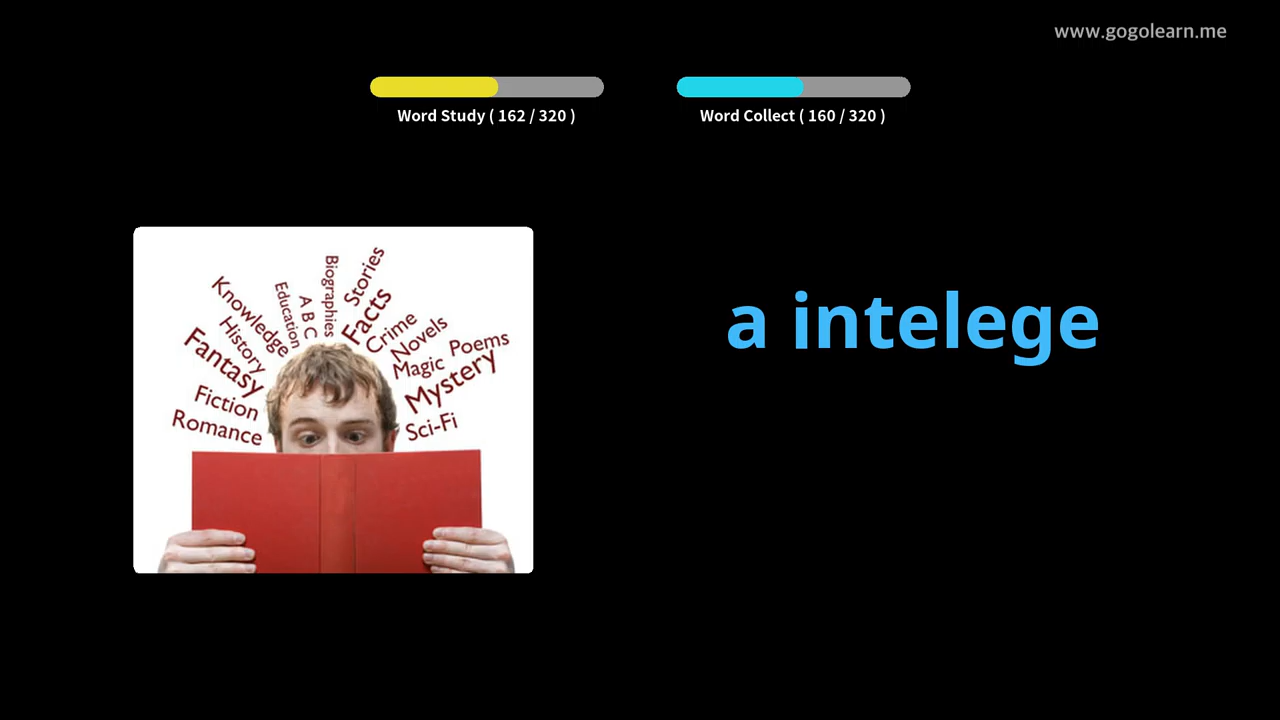 www.gogolearn.me
Word Study ( 162 / 320 )
Word Collect ( 160 / 320 )
a intelege
Knowledge
History
Fantasy
Fiction
Romance
Education
A B C
Biographies
Stories
Facts
Crime
Novels
Magic
Poems
Mystery
Sci-Fi